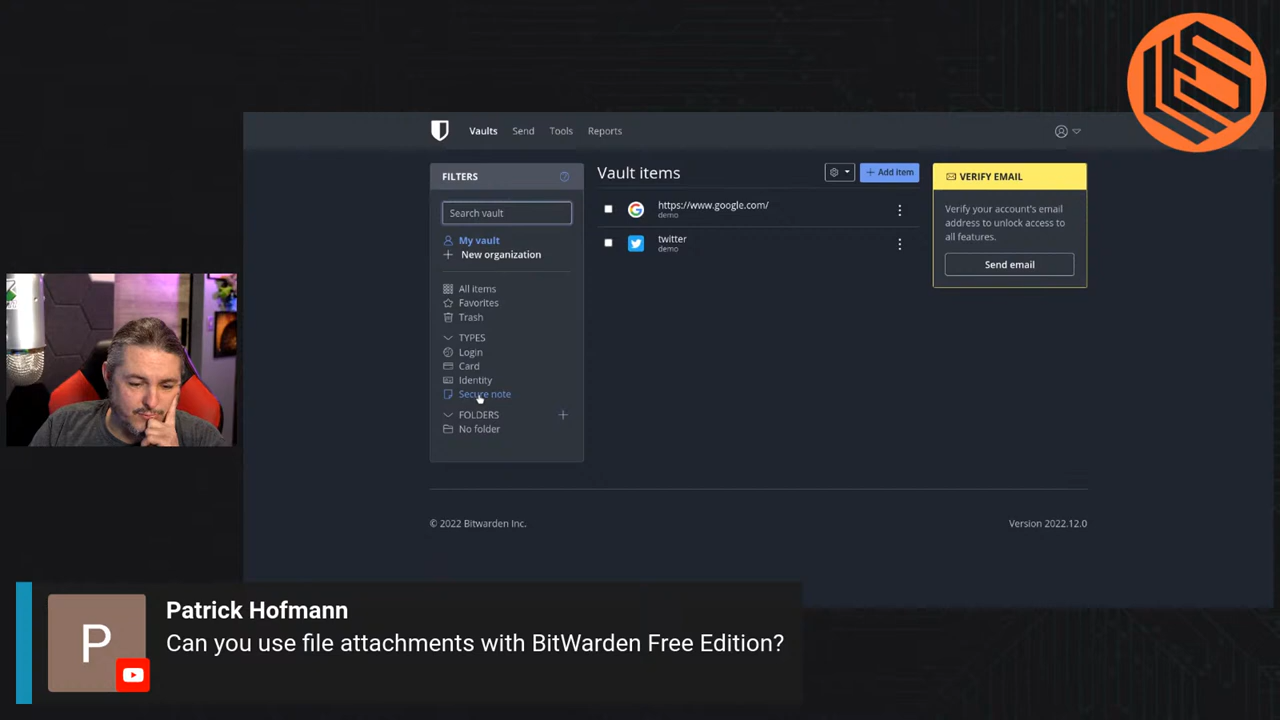 Vaults Send Tools Reports
FILTERS
Search vault
My vault
New organization
All items
Favorites
Trash
TYPES
Login
Card
Identity
Secure note
FOLDERS
No folder
Vault items
Add item
https://www.google.com/
demo
twitter
demo
VERIFY EMAIL
Verify your account's email
address to unlock access to
all features.
Send email
© 2022 Bitwarden Inc.
Version 2022.12.0
P
Patrick Hofmann
Can you use file attachments with BitWarden Free Edition?